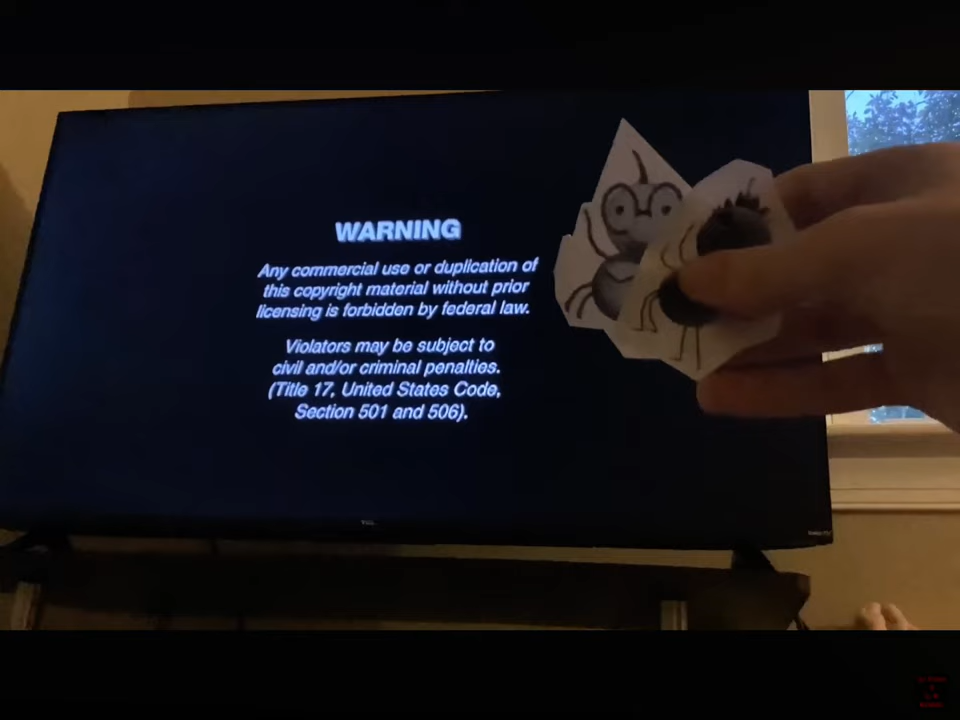 WARNING
Any commercial use or duplication of
this copyright material without prior
licensing is forbidden by federal law.
Violators may be subject to
civil and/or criminal penalties.
(Title 17, United States Code,
Section 501 and 506).
TCL